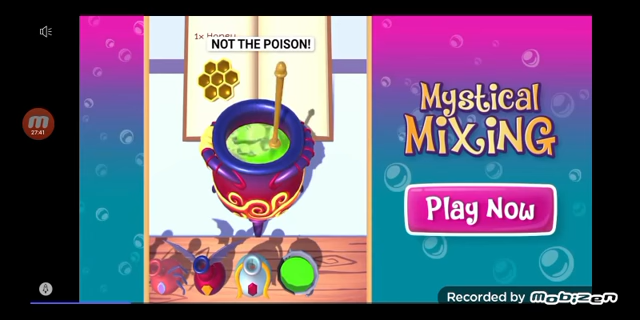 1x Honey
NOT THE POISON!
Mystical
MiXiNG
Play Now
27:41
Recorded by Mobizen